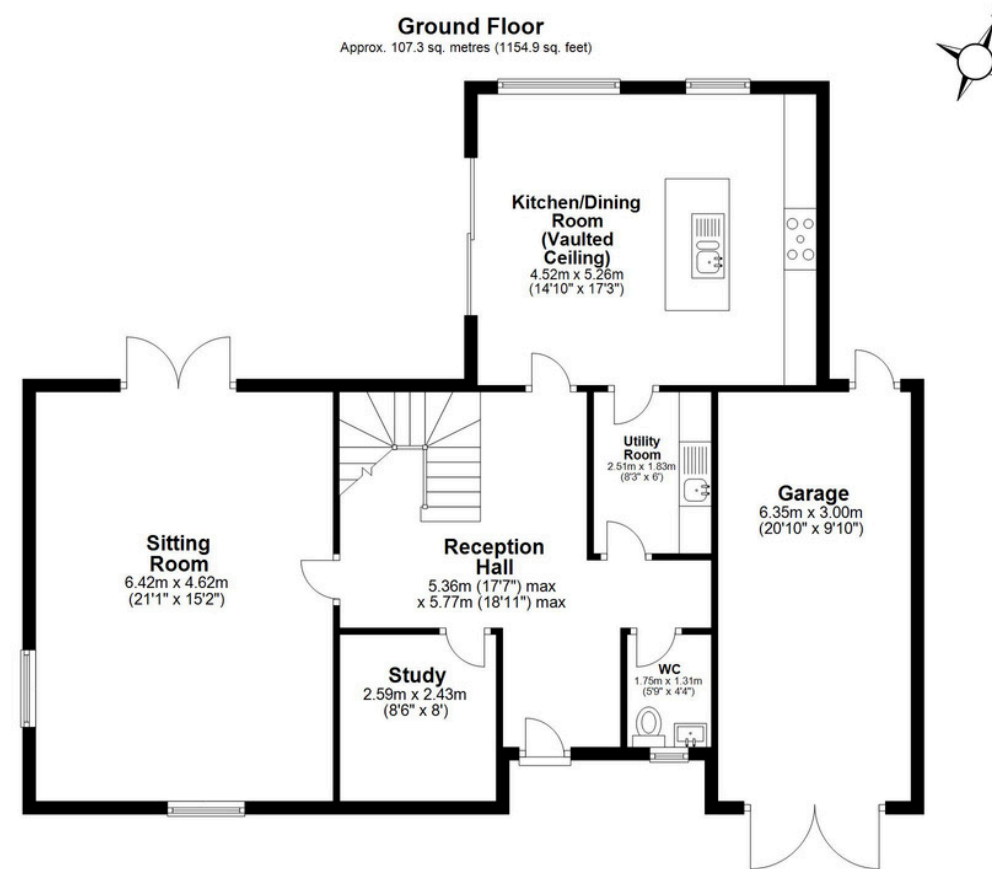 Ground Floor
Approx. 107.3 sq. metres (1154.9 sq. feet)
Kitchen/Dining
Room
(Vaulted
Ceiling)
4.52m x 5.26m
(14'10" x 17'3")
Utility
Room
2.51m x 1.83m
(8'3" x 6')
Garage
6.35m x 3.00m
(20'10" x 9'10")
Sitting
Room
6.42m x 4.62m
(21'1" x 15'2")
Reception
Hall
5.36m (17'7") max
x 5.77m (18'11") max
Study
2.59m x 2.43m
(8'6" x 8')
WC
1.75m x 1.31m
(5'9" x 4'4")